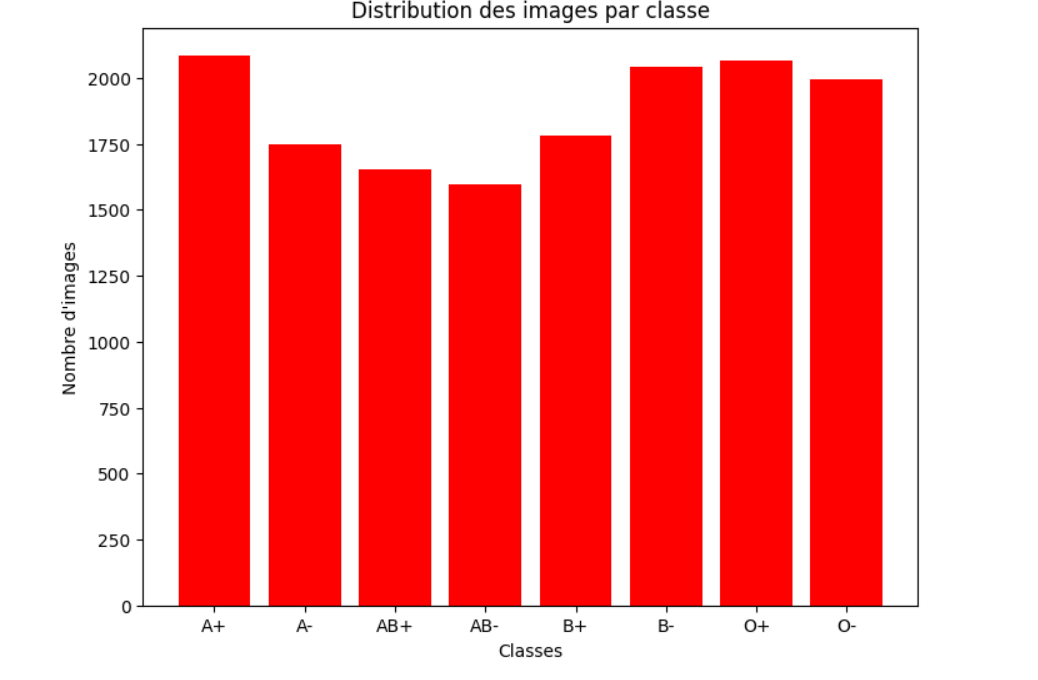 Distribution des images par classe
Nombre d'images
2000
1750
1500
1250
1000
750
500
250
0
A+ A- AB+ AB- B+ B- O+ O-
Classes